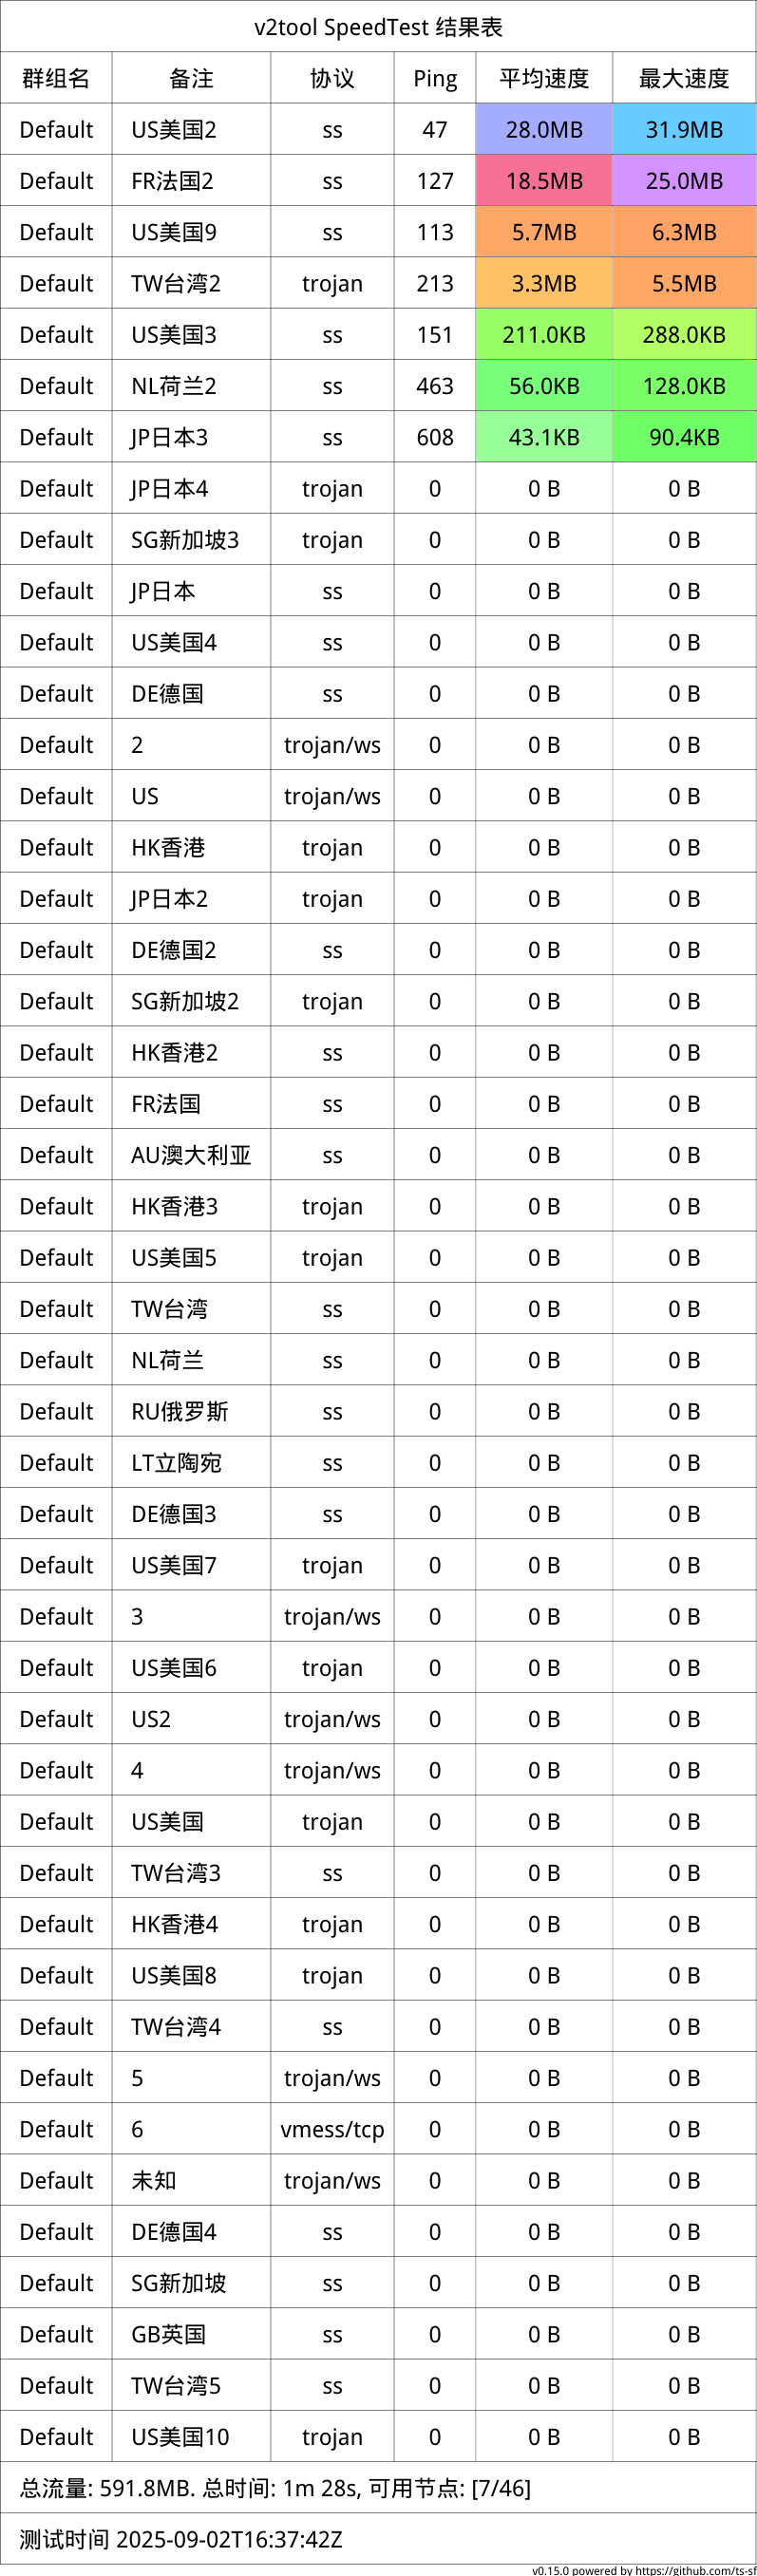 v2tool SpeedTest 结果表
群组名 备注 协议 Ping 平均速度 最大速度
Default US美国2 ss 47 28.0MB 31.9MB
Default FR法国2 ss 127 18.5MB 25.0MB
Default US美国9 ss 113 5.7MB 6.3MB
Default TW台湾2 trojan 213 3.3MB 5.5MB
Default US美国3 ss 151 211.0KB 288.0KB
Default NL荷兰2 ss 463 56.0KB 128.0KB
Default JP日本3 ss 608 43.1KB 90.4KB
Default JP日本4 trojan 0 0 B 0 B
Default SG新加坡3 trojan 0 0 B 0 B
Default JP日本 ss 0 0 B 0 B
Default US美国4 ss 0 0 B 0 B
Default DE德国 ss 0 0 B 0 B
Default 2 trojan/ws 0 0 B 0 B
Default US trojan/ws 0 0 B 0 B
Default HK香港 trojan 0 0 B 0 B
Default JP日本2 trojan 0 0 B 0 B
Default DE德国2 ss 0 0 B 0 B
Default SG新加坡2 trojan 0 0 B 0 B
Default HK香港2 ss 0 0 B 0 B
Default FR法国 ss 0 0 B 0 B
Default AU澳大利亚 ss 0 0 B 0 B
Default HK香港3 trojan 0 0 B 0 B
Default US美国5 trojan 0 0 B 0 B
Default TW台湾 ss 0 0 B 0 B
Default NL荷兰 ss 0 0 B 0 B
Default RU俄罗斯 ss 0 0 B 0 B
Default LT立陶宛 ss 0 0 B 0 B
Default DE德国3 ss 0 0 B 0 B
Default US美国7 trojan 0 0 B 0 B
Default 3 trojan/ws 0 0 B 0 B
Default US美国6 trojan 0 0 B 0 B
Default US2 trojan/ws 0 0 B 0 B
Default 4 trojan/ws 0 0 B 0 B
Default US美国 trojan 0 0 B 0 B
Default TW台湾3 ss 0 0 B 0 B
Default HK香港4 trojan 0 0 B 0 B
Default US美国8 trojan 0 0 B 0 B
Default TW台湾4 ss 0 0 B 0 B
Default 5 trojan/ws 0 0 B 0 B
Default 6 vmess/tcp 0 0 B 0 B
Default 未知 trojan/ws 0 0 B 0 B
Default DE德国4 ss 0 0 B 0 B
Default SG新加坡 ss 0 0 B 0 B
Default GB英国 ss 0 0 B 0 B
Default TW台湾5 ss 0 0 B 0 B
Default US美国10 trojan 0 0 B 0 B
总流量: 591.8MB. 总时间: 1m 28s, 可用节点: [7/46]
测试时间 2025-09-02T16:37:42Z
v0.15.0 powered by https://github.com/ts-sf